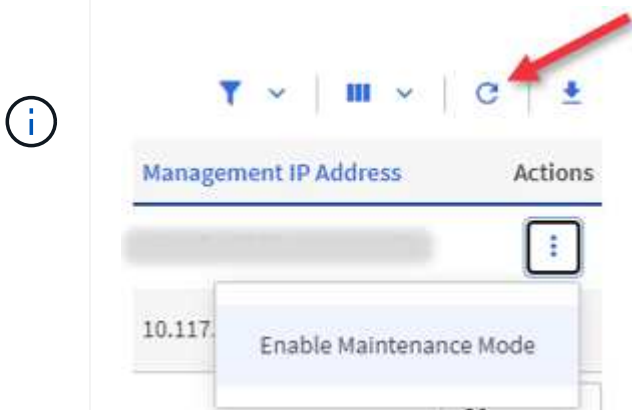 Management IP Address Actions
10.117.
Enable Maintenance Mode